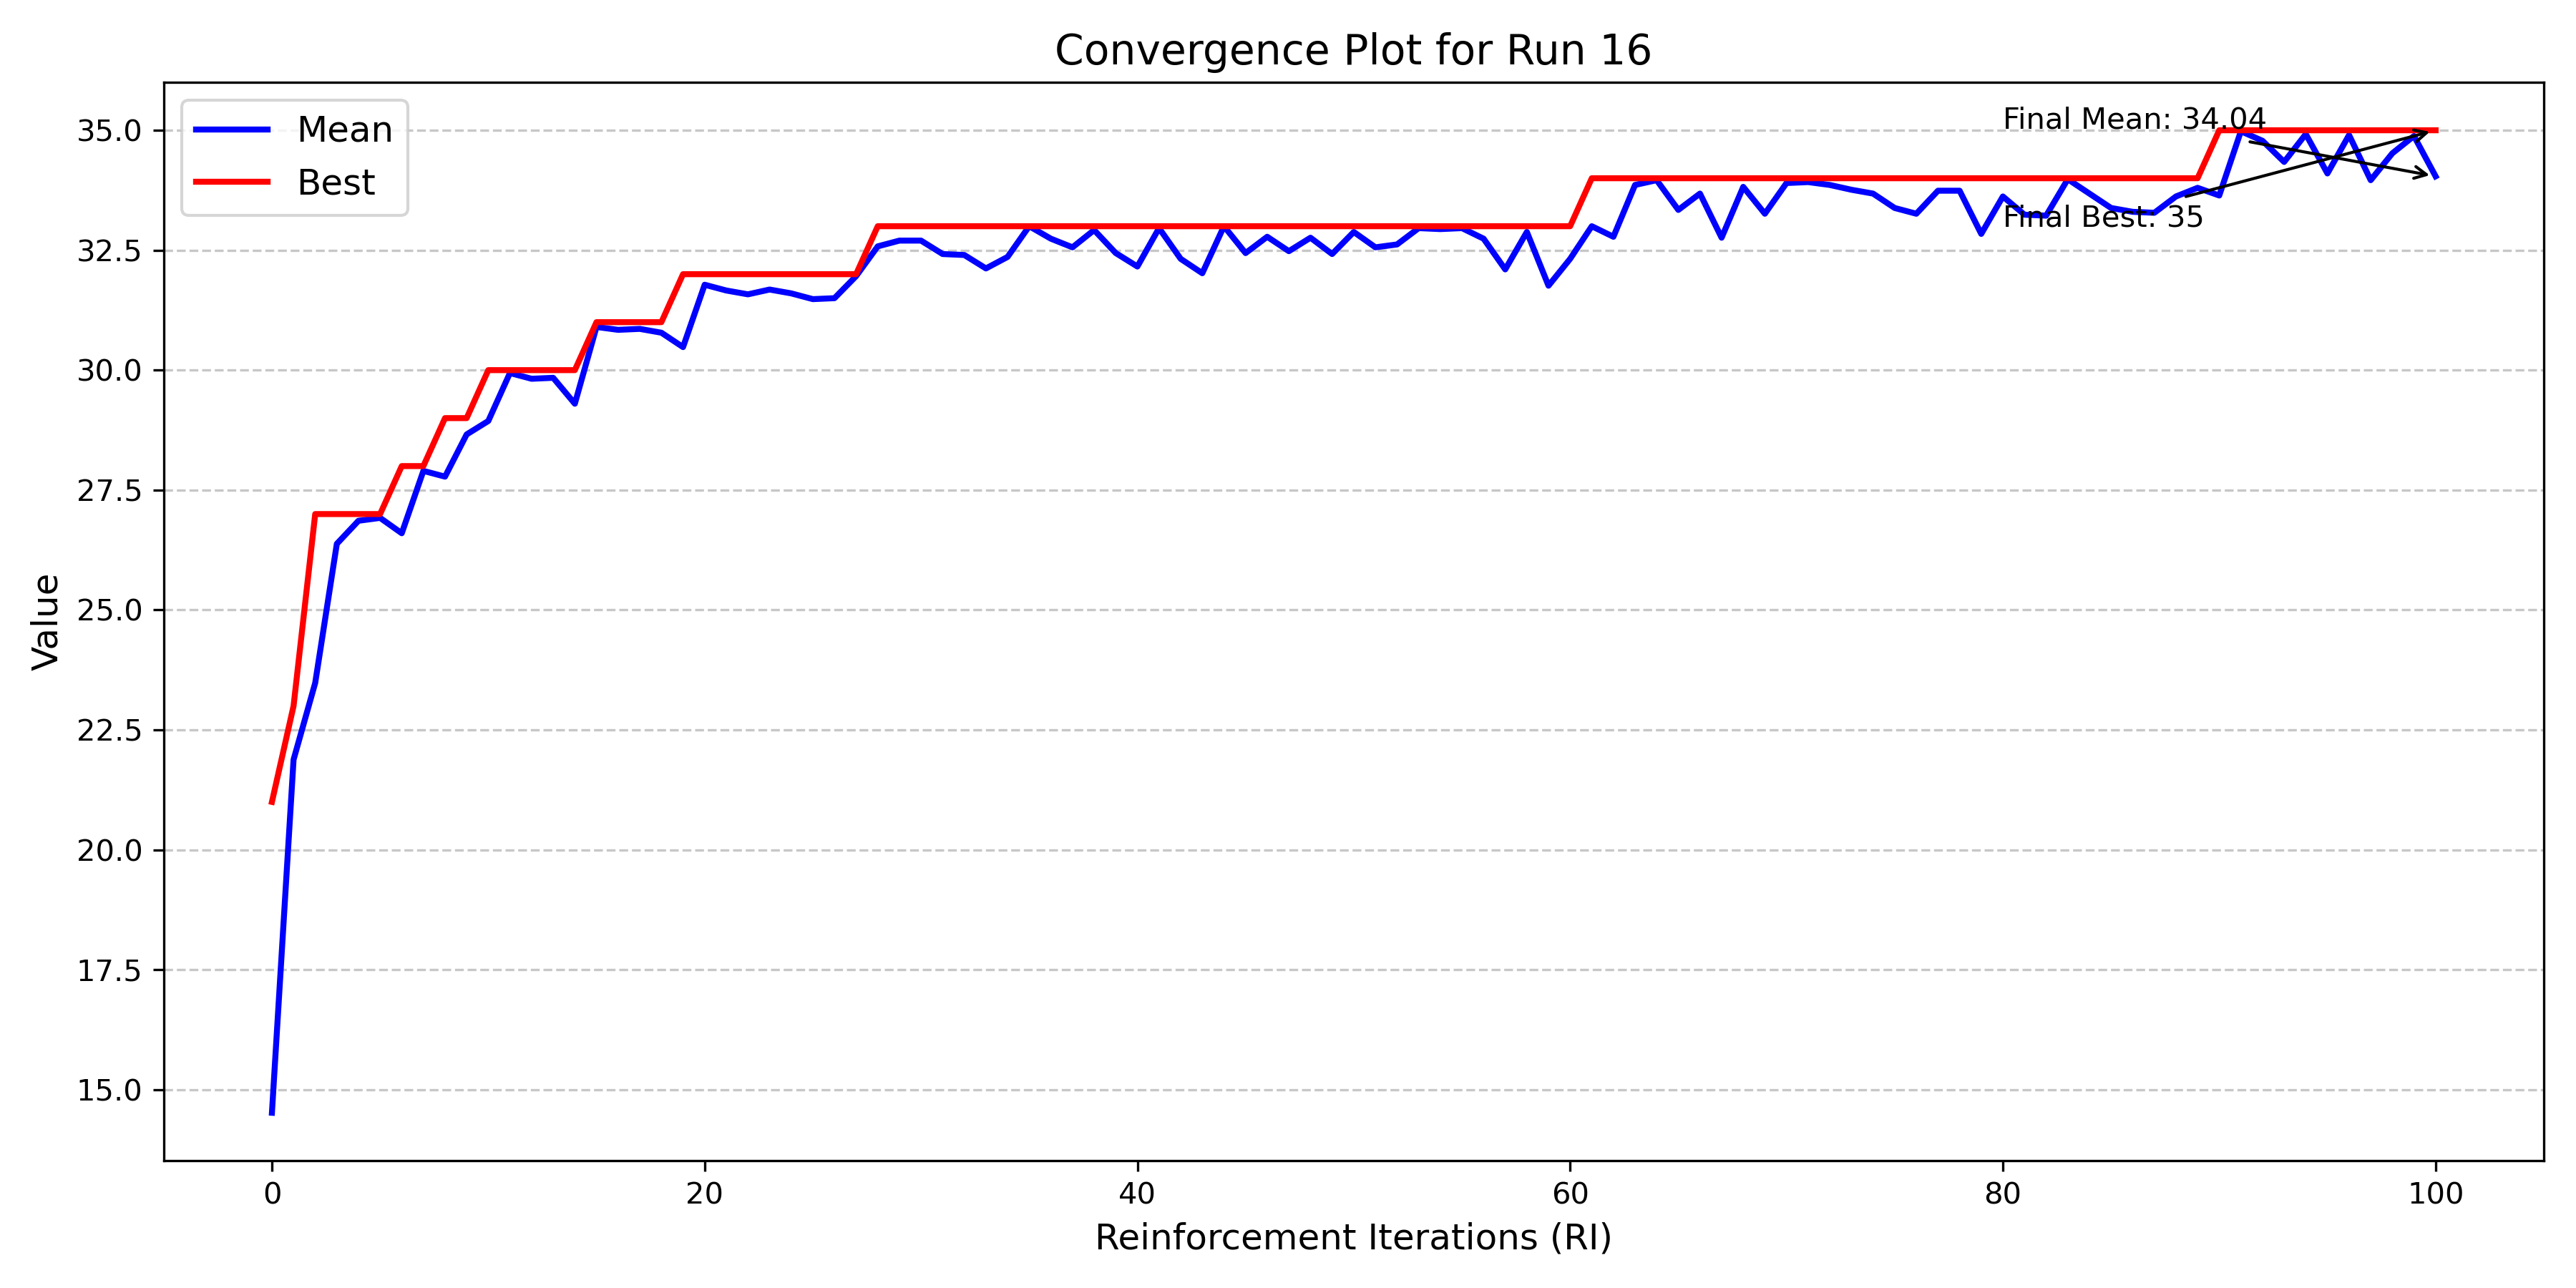 Convergence Plot for Run 16
Mean
Best
Final Mean: 34.04
Final Best: 35
35.0
32.5
30.0
27.5
25.0
22.5
20.0
17.5
15.0
Value
0
20
40
60
80
100
Reinforcement Iterations (RI)